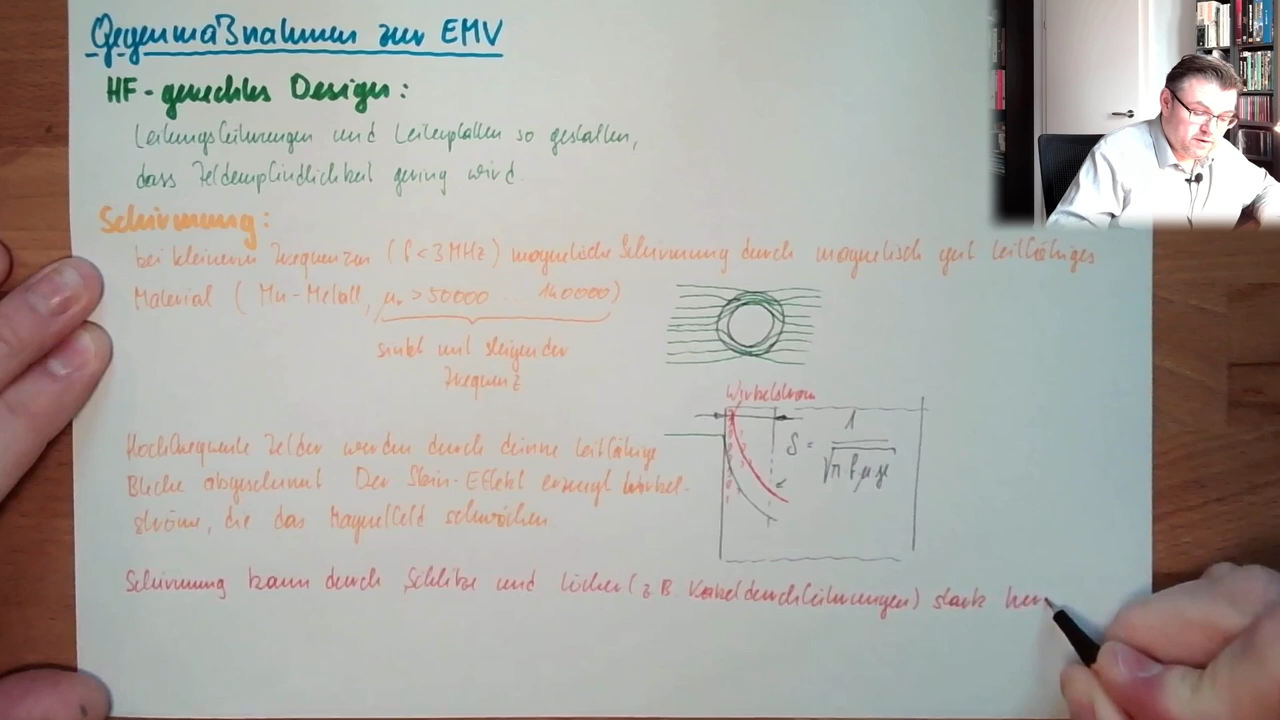 Gegenmaßnahmen zur EMV
HF-gerechtes Design:
Leitungsführungen und Leiterplatten so gestalten,
dass Feldempfindlichkeit gering wird.
Schirmung:
bei kleineren Frequenzen (f < 3 MHz) magnetische Schirmung durch magnetisch gut leitfähiges
Material (Mu-Metall, μr > 50000 ... 140000)
sinkt mit steigender
Frequenz
Wirbelstrom
δ = 1 / √(π f μ ϰ)
Hochfrequente Felder werden durch dünne leitfähige
Bleche abgeschirmt. Der Skin-Effekt erzeugt Wirbel-
ströme, die das Magnetfeld schwächen.
Schirmung kann durch Schlitze und Löcher (z.B. Kabeldurchführungen) stark her